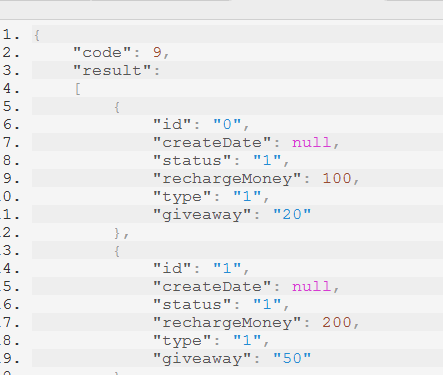 1. {
2. "code": 9,
3. "result":
4. [
5. {
6. "id": "0",
7. "createDate": null,
8. "status": "1",
9. "rechargeMoney": 100,
0. "type": "1",
1. "giveaway": "20"
2. },
3. {
4. "id": "1",
5. "createDate": null,
6. "status": "1",
7. "rechargeMoney": 200,
8. "type": "1",
9. "giveaway": "50"